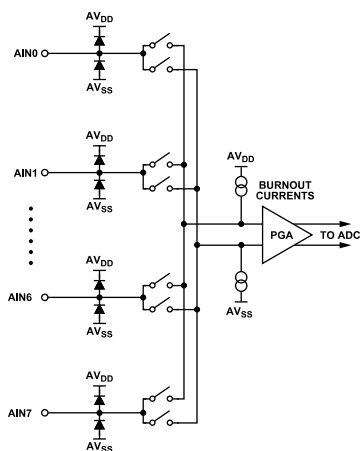 AVDD
AIN0
AVSS
AVDD
AIN1
AVSS
AVDD
BURNOUT
CURRENTS
PGA
TO ADC
AVSS
AVDD
AIN6
AVSS
AVDD
AIN7
AVSS